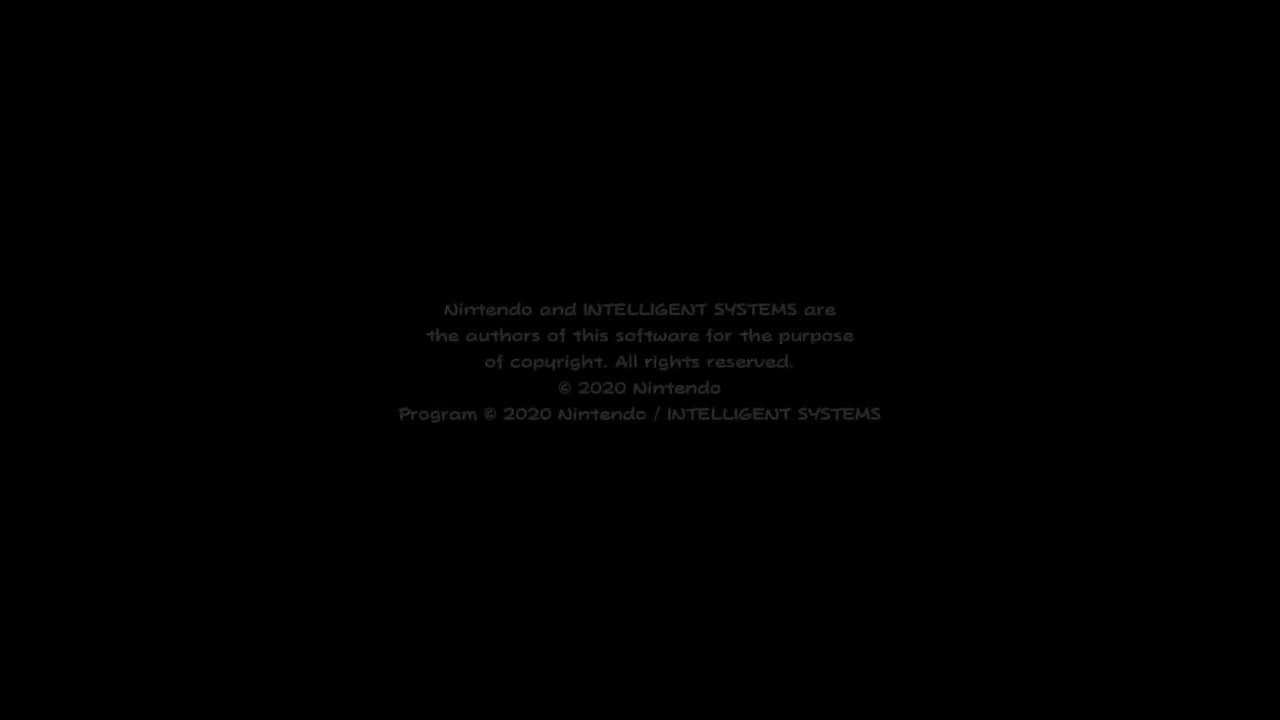 Nintendo and INTELLIGENT SYSTEMS are
the authors of this software for the purpose
of copyright. All rights reserved.
© 2020 Nintendo
Program © 2020 Nintendo / INTELLIGENT SYSTEMS